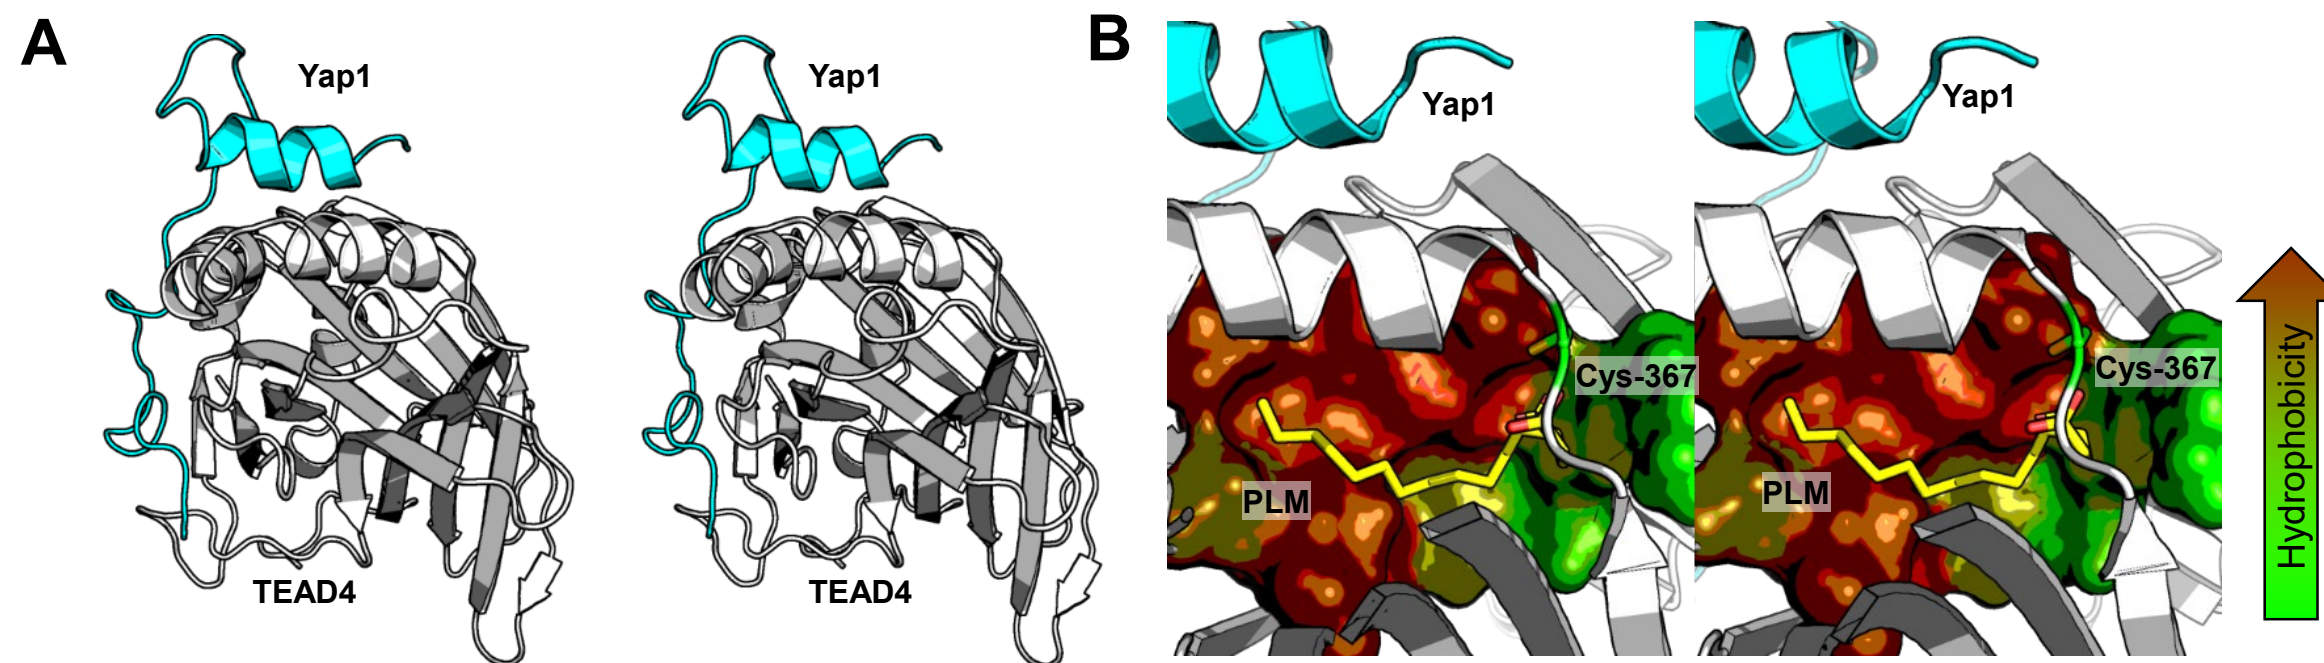 A
Yap1
Yap1
TEAD4
TEAD4
B
Yap1
Yap1
Cys-367
Cys-367
PLM
PLM
Hydrophobicity